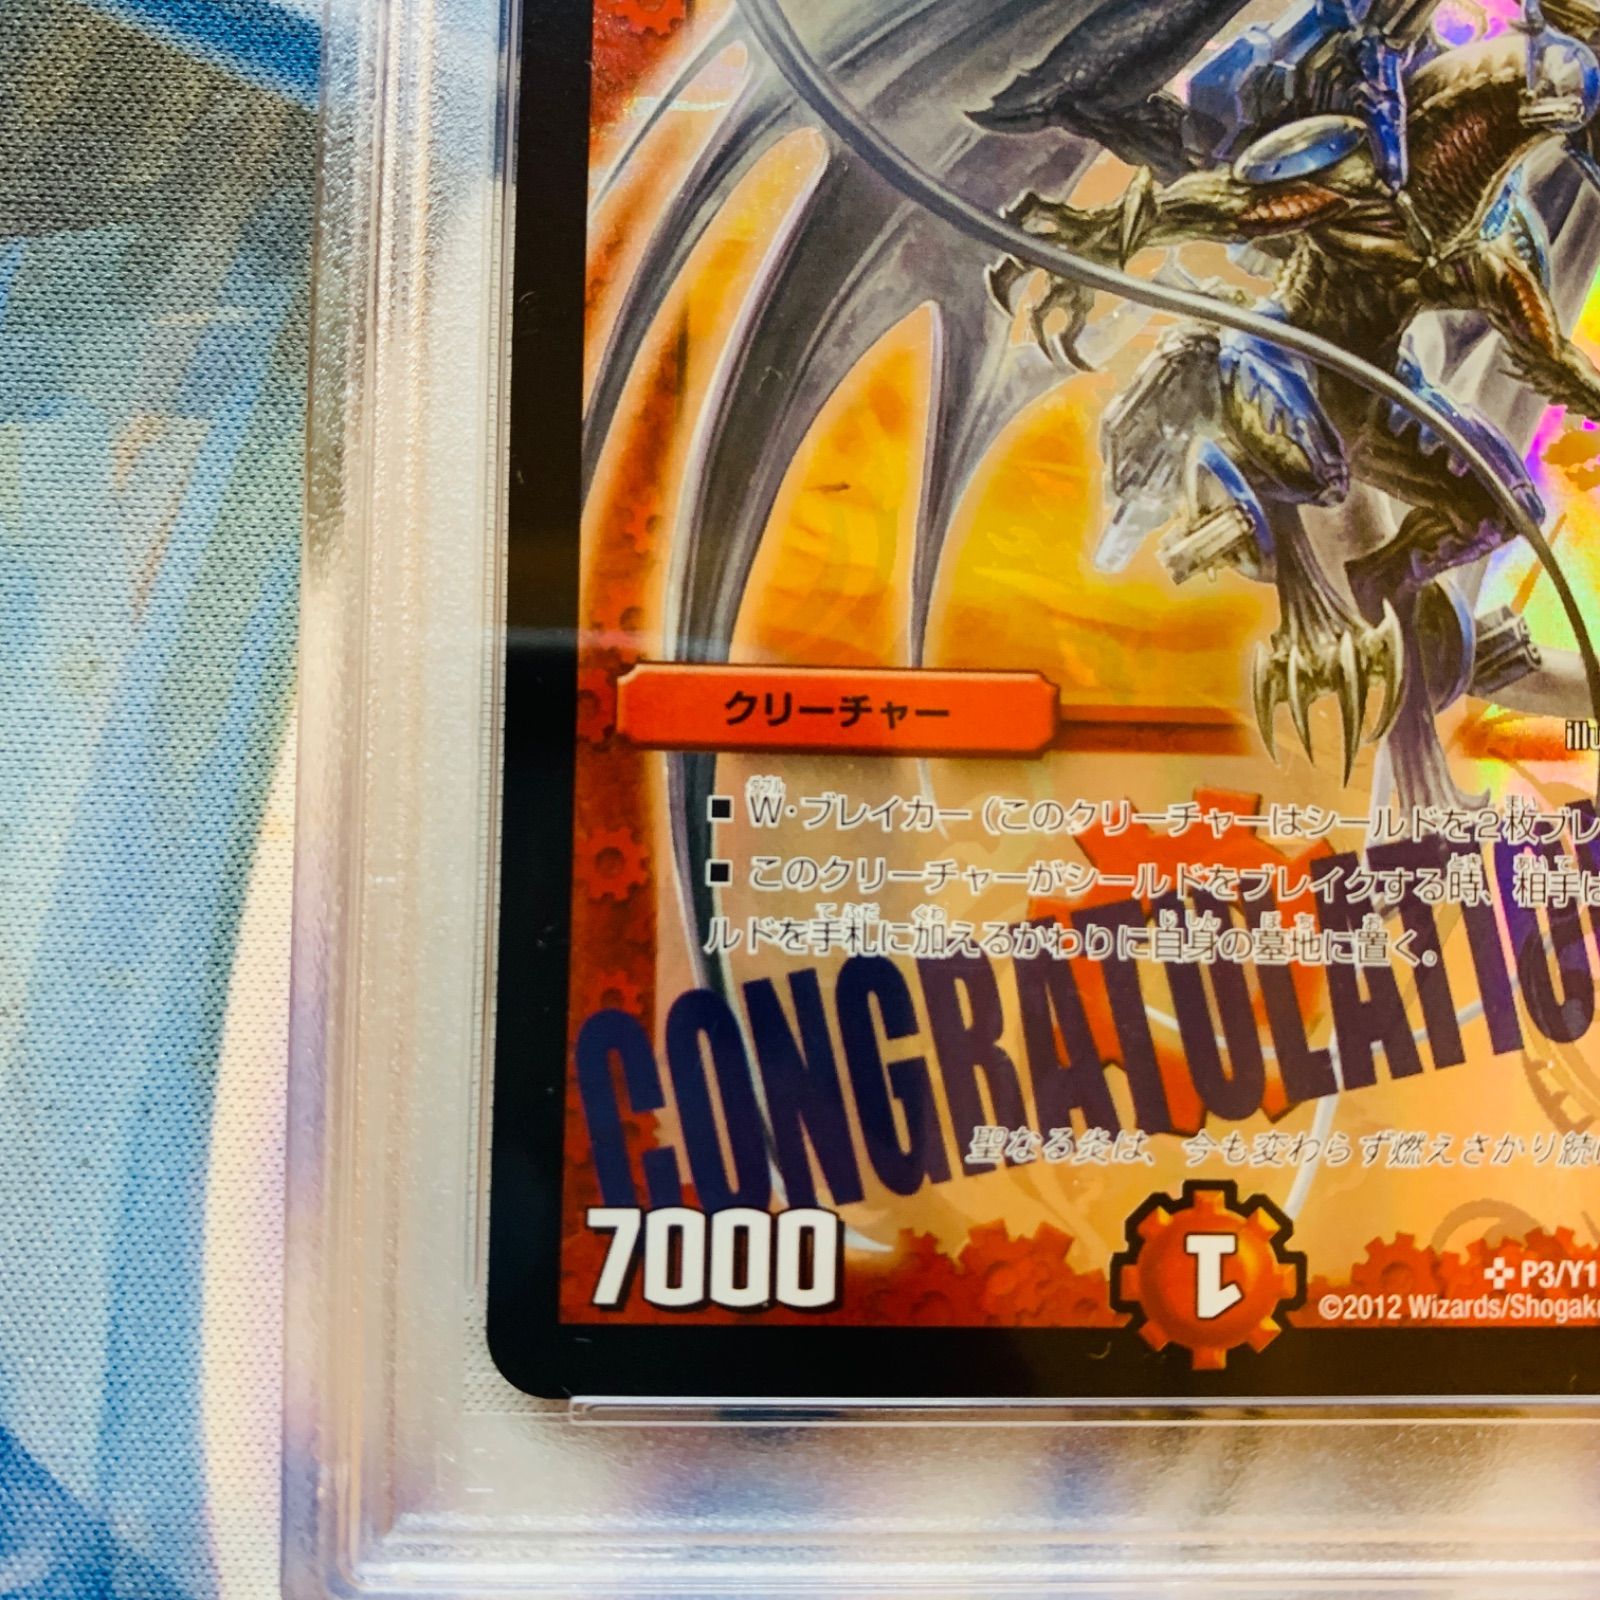 クリーチャー
illu
■ W・ブレイカー（このクリーチャーはシールドを2枚ブレ
■ このクリーチャーがシールドをブレイクする時、相手は
ルドを手札に加えるかわりに自身の墓地に置く。
CONGRATULATIO
聖なる炎は、今も変わらず燃えさかり続け
7000
1
P3/Y1
©2012 Wizards/Shogaku